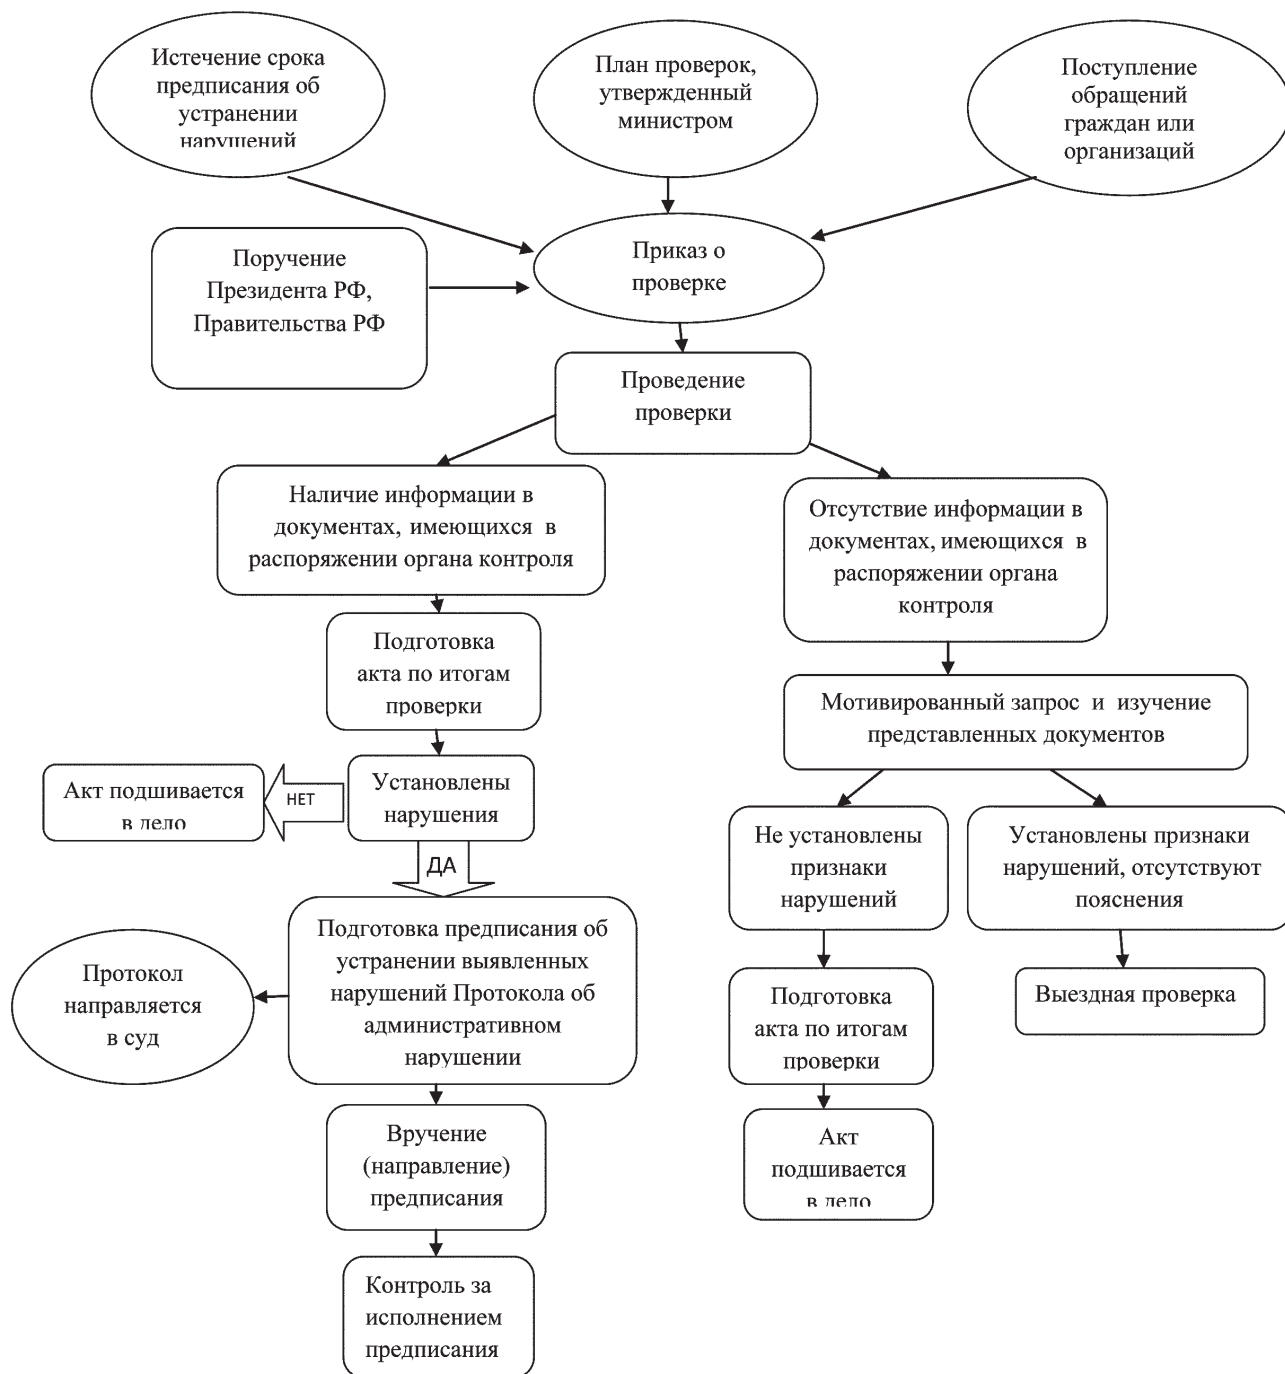 Истечение срока
предписания об
устранении
нарушений
План проверок,
утвержденный
министром
Поступление
обращений
граждан или
организаций
Поручение
Президента РФ,
Правительства РФ
Приказ о
проверке
Проведение
проверки
Наличие информации в
документах, имеющихся в
распоряжении органа контроля
Отсутствие информации в
документах, имеющихся в
распоряжении органа
контроля
Подготовка
акта по итогам
проверки
Мотивированный запрос и изучение
представленных документов
Акт подшивается
в дело
НЕТ
Установлены
нарушения
ДА
Не установлены
признаки
нарушений
Установлены признаки
нарушений, отсутствуют
пояснения
Подготовка предписания об
устранении выявленных
нарушений Протокола об
административном
нарушении
Протокол
направляется
в суд
Подготовка
акта по итогам
проверки
Выездная проверка
Вручение
(направление)
предписания
Акт
подшивается
в дело
Контроль за
исполнением
предписания